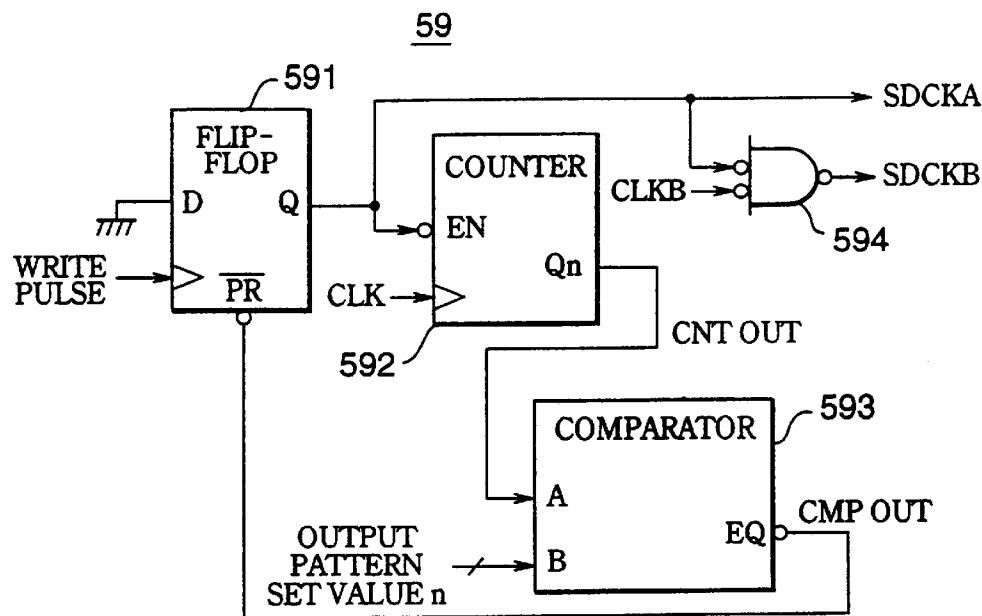 59
591
FLIP-
FLOP
D
Q
PR
WRITE
PULSE
COUNTER
EN
Qn
CLK
592
SDCKA
CLKB
SDCKB
594
CNT OUT
COMPARATOR
593
A
B
EQ
CMP OUT
OUTPUT
PATTERN
SET VALUE n